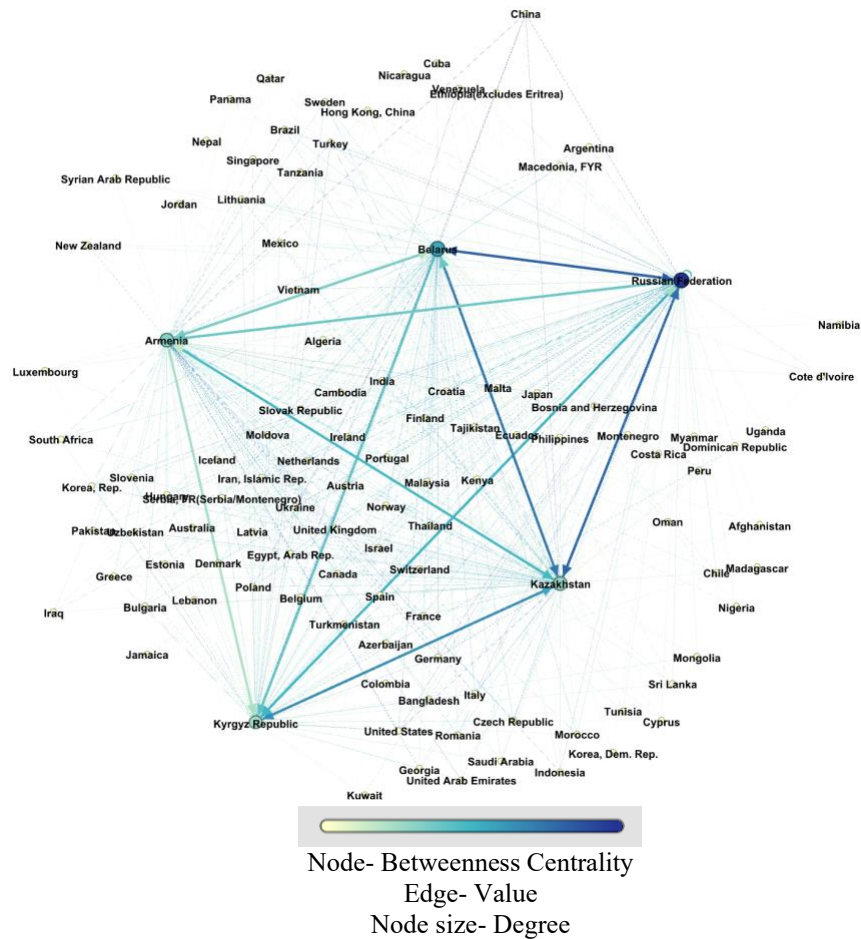 China
Cuba
Nicaragua
Qatar
Venezuela
Ethiopia(excludes Eritrea)
Panama
Sweden
Hong Kong, China
Brazil
Nepal
Turkey
Argentina
Singapore
Macedonia, FYR
Tanzania
Syrian Arab Republic
Lithuania
Jordan
New Zealand
Mexico
Belarus
Russian Federation
Vietnam
Namibia
Armenia
Algeria
Luxembourg
Cote d'Ivoire
India
Cambodia
Croatia
Malta
Japan
Slovak Republic
Bosnia and Herzegovina
Finland
Tajikistan
Moldova
Ireland
Ecuador
Philippines
Montenegro
Myanmar
Uganda
South Africa
Dominican Republic
Costa Rica
Iceland
Netherlands
Portugal
Peru
Slovenia
Iran, Islamic Rep.
Korea, Rep.
Austria
Malaysia
Kenya
Hungary
Serbia, FR(Serbia/Montenegro)
Ukraine
Norway
Oman
Afghanistan
Pakistan
Uzbekistan
Australia
Latvia
United Kingdom
Thailand
Egypt, Arab Rep.
Israel
Estonia
Denmark
Switzerland
Chile
Madagascar
Greece
Canada
Kazakhstan
Poland
Lebanon
Belgium
Spain
Bulgaria
Nigeria
Iraq
France
Turkmenistan
Azerbaijan
Jamaica
Germany
Mongolia
Colombia
Sri Lanka
Bangladesh
Italy
Tunisia
Kyrgyz Republic
Czech Republic
Cyprus
United States
Romania
Morocco
Korea, Dem. Rep.
Saudi Arabia
Georgia
Indonesia
United Arab Emirates
Kuwait
Node- Betweenness Centrality
Edge- Value
Node size- Degree